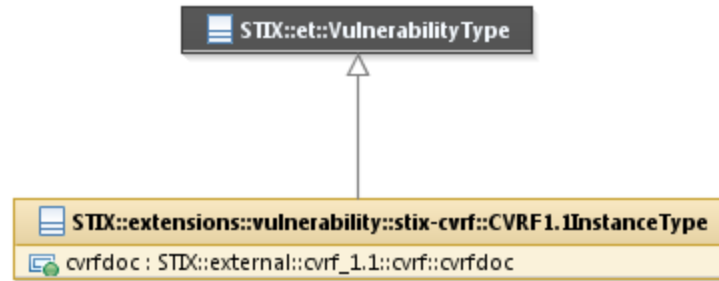 STIX::et::VulnerabilityType
STIX::extensions::vulnerability::stix-cvrf::CVRF1.1InstanceType
cvrfdoc : STIX::external::cvrf_1.1::cvrf::cvrfdoc